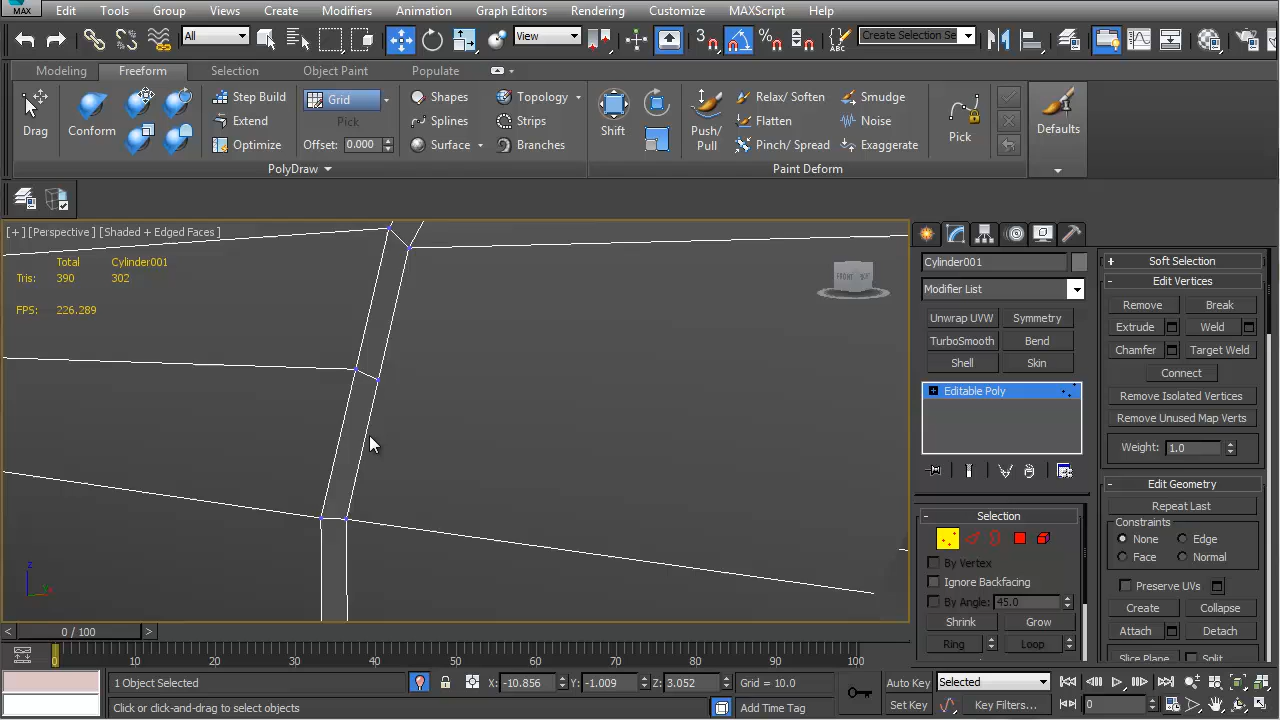 MAX Edit Tools Group Views Create Modifiers Animation Graph Editors Rendering Customize MAXScript Help
All View 3 % ABC Create Selection Se
Modeling Freeform Selection Object Paint Populate
Drag Conform Step Build Grid Shapes Topology Shift Push/ Pull Relax/ Soften Smudge Pick Defaults
Extend Pick Splines Strips Flatten Noise
Optimize Offset: 0.000 Surface Branches Pinch/ Spread Exaggerate
PolyDraw Paint Deform
[+] [Perspective] [Shaded + Edged Faces]
Total Cylinder001
Tris: 390 302
FPS: 226.289
FRONT
z
x
Cylinder001
Modifier List
Unwrap UVW Symmetry
TurboSmooth Bend
Shell Skin
Editable Poly
Selection
By Vertex
Ignore Backfacing
By Angle: 45.0
Shrink Grow
Ring Loop
Soft Selection
Edit Vertices
Remove Break
Extrude Weld
Chamfer Target Weld
Connect
Remove Isolated Vertices
Remove Unused Map Verts
Weight: 1.0
Edit Geometry
Repeat Last
Constraints
None Edge
Face Normal
Preserve UVs
Create Collapse
Attach Detach
Slice Plane Split
< 0 / 100 >
0 10 20 30 40 50 60 70 80 90 100
1 Object Selected X: -10.856 Y: -1.009 Z: 3.052 Grid = 10.0 Auto Key Selected
Click or click-and-drag to select objects Add Time Tag Set Key Key Filters... 0